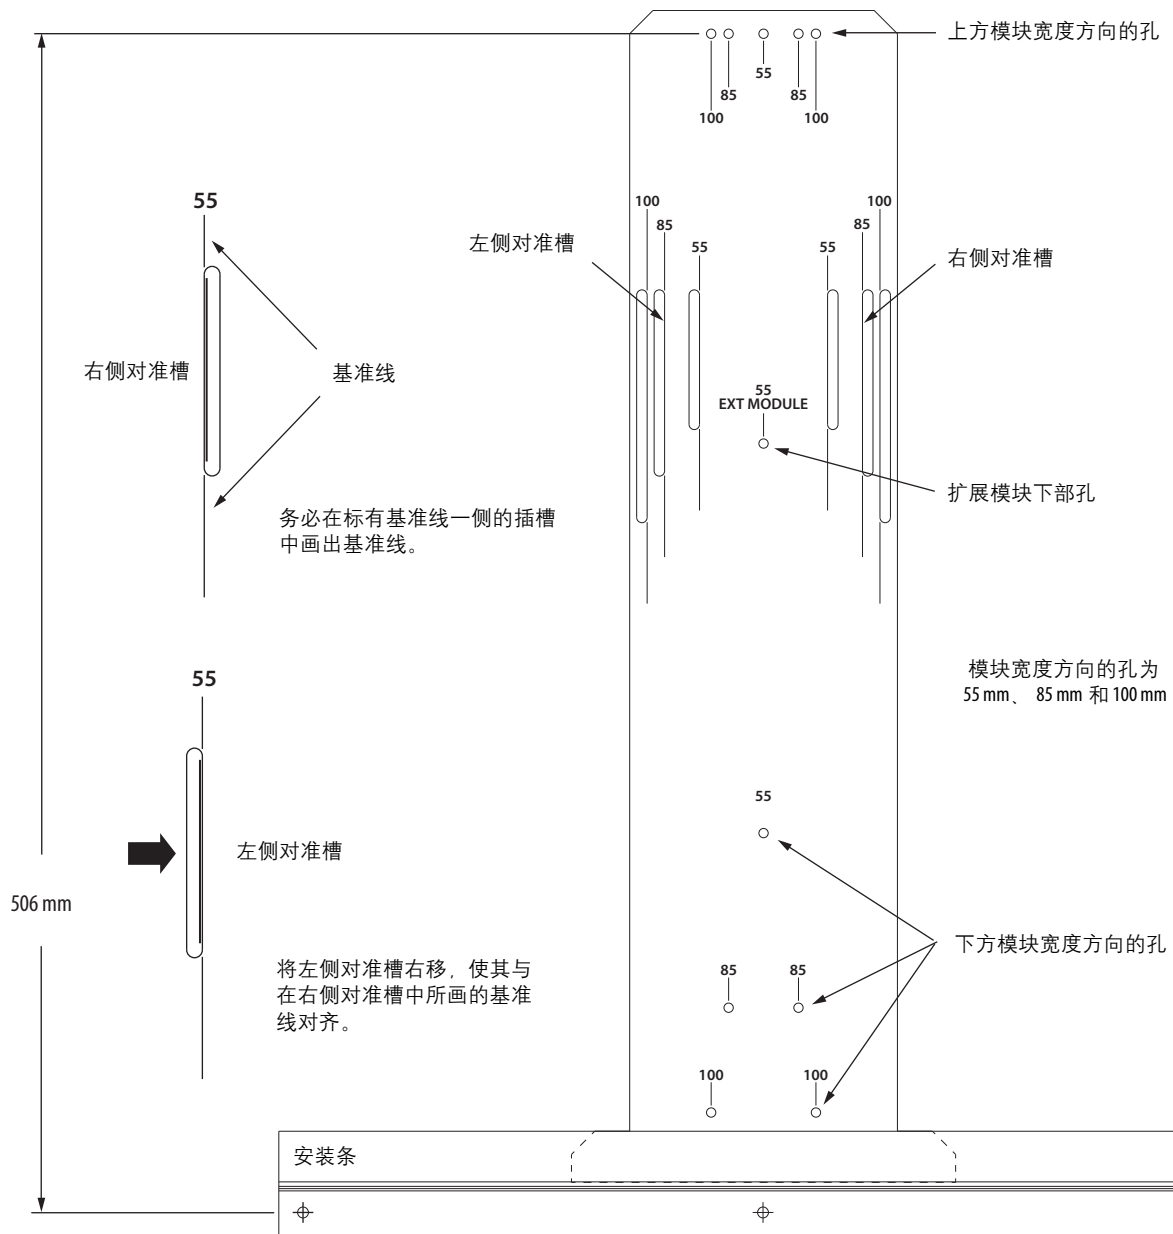 上方模块宽度方向的孔
55
85
85
100
100
55
100
85
55
55
85
100
左侧对准槽
右侧对准槽
右侧对准槽
基准线
55
EXT MODULE
扩展模块下部孔
务必在标有基准线一侧的插槽
中画出基准线。
模块宽度方向的孔为
55 mm、 85 mm 和 100 mm
55
55
左侧对准槽
506 mm
下方模块宽度方向的孔
将左侧对准槽右移，使其与
在右侧对准槽中所画的基准
线对齐。
85
85
100
100
安装条